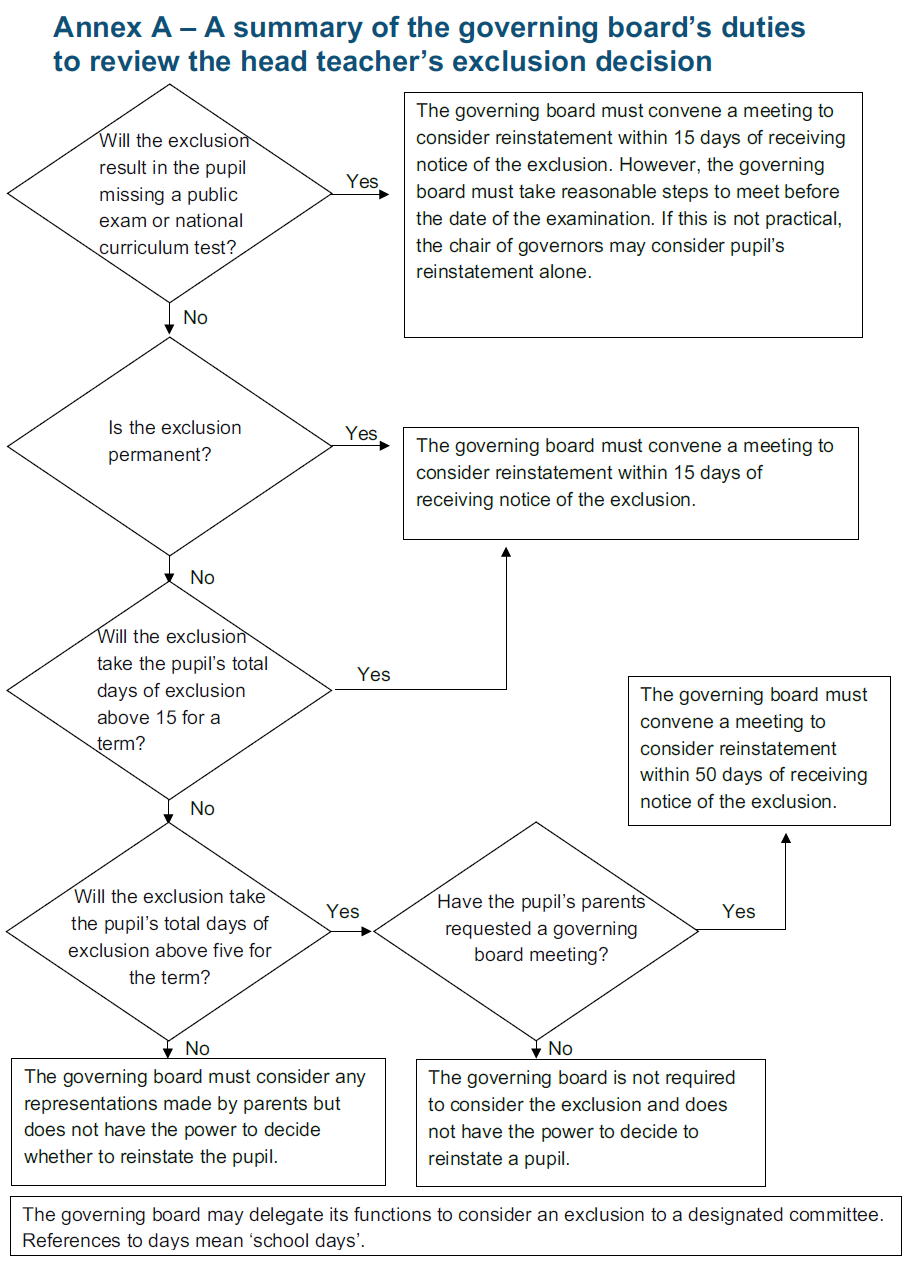 Annex A – A summary of the governing board’s duties
to review the head teacher’s exclusion decision
Will the exclusion
result in the pupil
missing a public
exam or national
curriculum test?
Yes
The governing board must convene a meeting to
consider reinstatement within 15 days of receiving
notice of the exclusion. However, the governing
board must take reasonable steps to meet before
the date of the examination. If this is not practical,
the chair of governors may consider pupil’s
reinstatement alone.
No
Is the exclusion
permanent?
Yes
The governing board must convene a meeting to
consider reinstatement within 15 days of
receiving notice of the exclusion.
No
Will the exclusion
take the pupil’s total
days of exclusion
above 15 for a
term?
Yes
The governing board must
convene a meeting to
consider reinstatement
within 50 days of receiving
notice of the exclusion.
No
Will the exclusion take
the pupil’s total days of
exclusion above five for
the term?
Yes
Have the pupil’s parents
requested a governing
board meeting?
Yes
No
The governing board must consider any
representations made by parents but
does not have the power to decide
whether to reinstate the pupil.
No
The governing board is not required
to consider the exclusion and does
not have the power to decide to
reinstate a pupil.
The governing board may delegate its functions to consider an exclusion to a designated committee.
References to days mean ‘school days’.